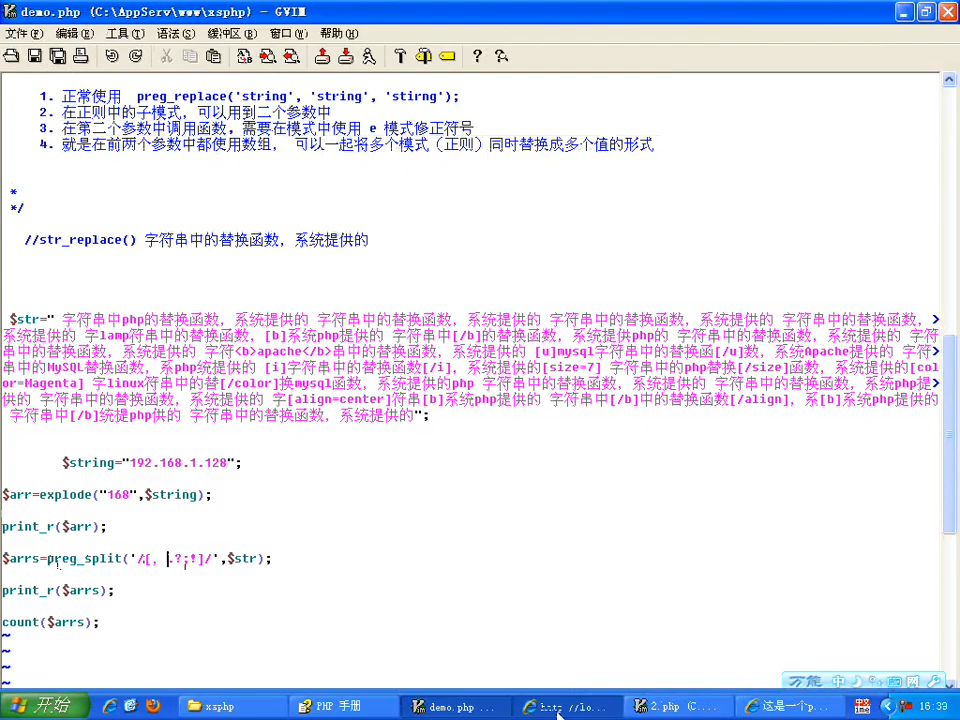 demo.php (C:\AppServ\www\xsphp) - GVIM
文件(F) 编辑(E) 工具(T) 语法(S) 缓冲区(B) 窗口(W) 帮助(H)
1. 正常使用 preg_replace('string', 'string', 'stirng');
2. 在正则中的子模式，可以用到二个参数中
3. 在第二个参数中调用函数，需要在模式中使用 e 模式修正符号
4. 就是在前两个参数中都使用数组， 可以一起将多个模式（正则）同时替换成多个值的形式
*
*/
//str_replace() 字符串中的替换函数，系统提供的
$str=" 字符串中php的替换函数，系统提供的 字符串中的替换函数，系统提供的 字符串中的替换函数，系统提供的 字符串中的替换函数，
系统提供的 字lamp符串中的替换函数，[b]系统php提供的 字符串中[/b]的替换函数，系统提供php 字符串中的替换函数，系统提供的 字符
串中的替换函数，系统提供的 字符<b>apache</b>串中的替换函数，系统提供的 [u]mysql字符串中的替换函[/u]数，系统Apache提供的 字符
串中的MySQL替换函数，系php统提供的 [i]字符串中的替换函数[/i]，系统提供的[size=7] 字符串中的php替换[/size]函数，系统提供的[col
or=Magenta] 字linux符串中的替[/color]换mysql函数，系统提供的php 字符串中的替换函数，系统提供的 字符串中的替换函数，系统php提
供的 字符串中的替换函数，系统提供的 字[align=center]符串[b]系统php提供的 字符串中[/b]中的替换函数[/align]，系[b]系统php提供的
字符串中[/b]统提php供的 字符串中的替换函数，系统提供的";
$string="192.168.1.128";
$arr=explode("168",$string);
print_r($arr);
$arrs=preg_split('/[, .?;!]/',$str);
print_r($arrs);
count($arrs);
~
~
~
~
开始 xsphp PHP 手册 demo.php ... http://lo... 2.php (C... 这是一个p... 16:39
万能 中 网